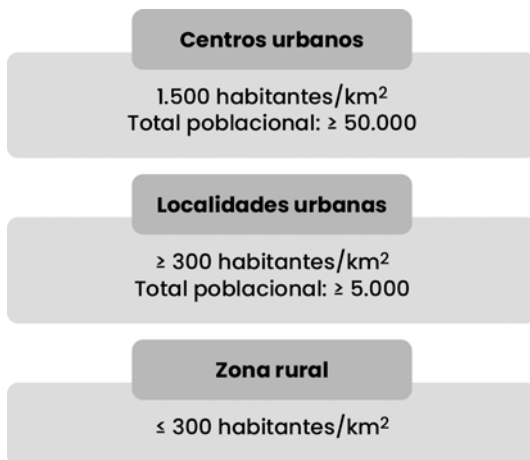 Centros urbanos
1.500 habitantes/km²
Total poblacional: ≥ 50.000
Localidades urbanas
≥ 300 habitantes/km²
Total poblacional: ≥ 5.000
Zona rural
≤ 300 habitantes/km²